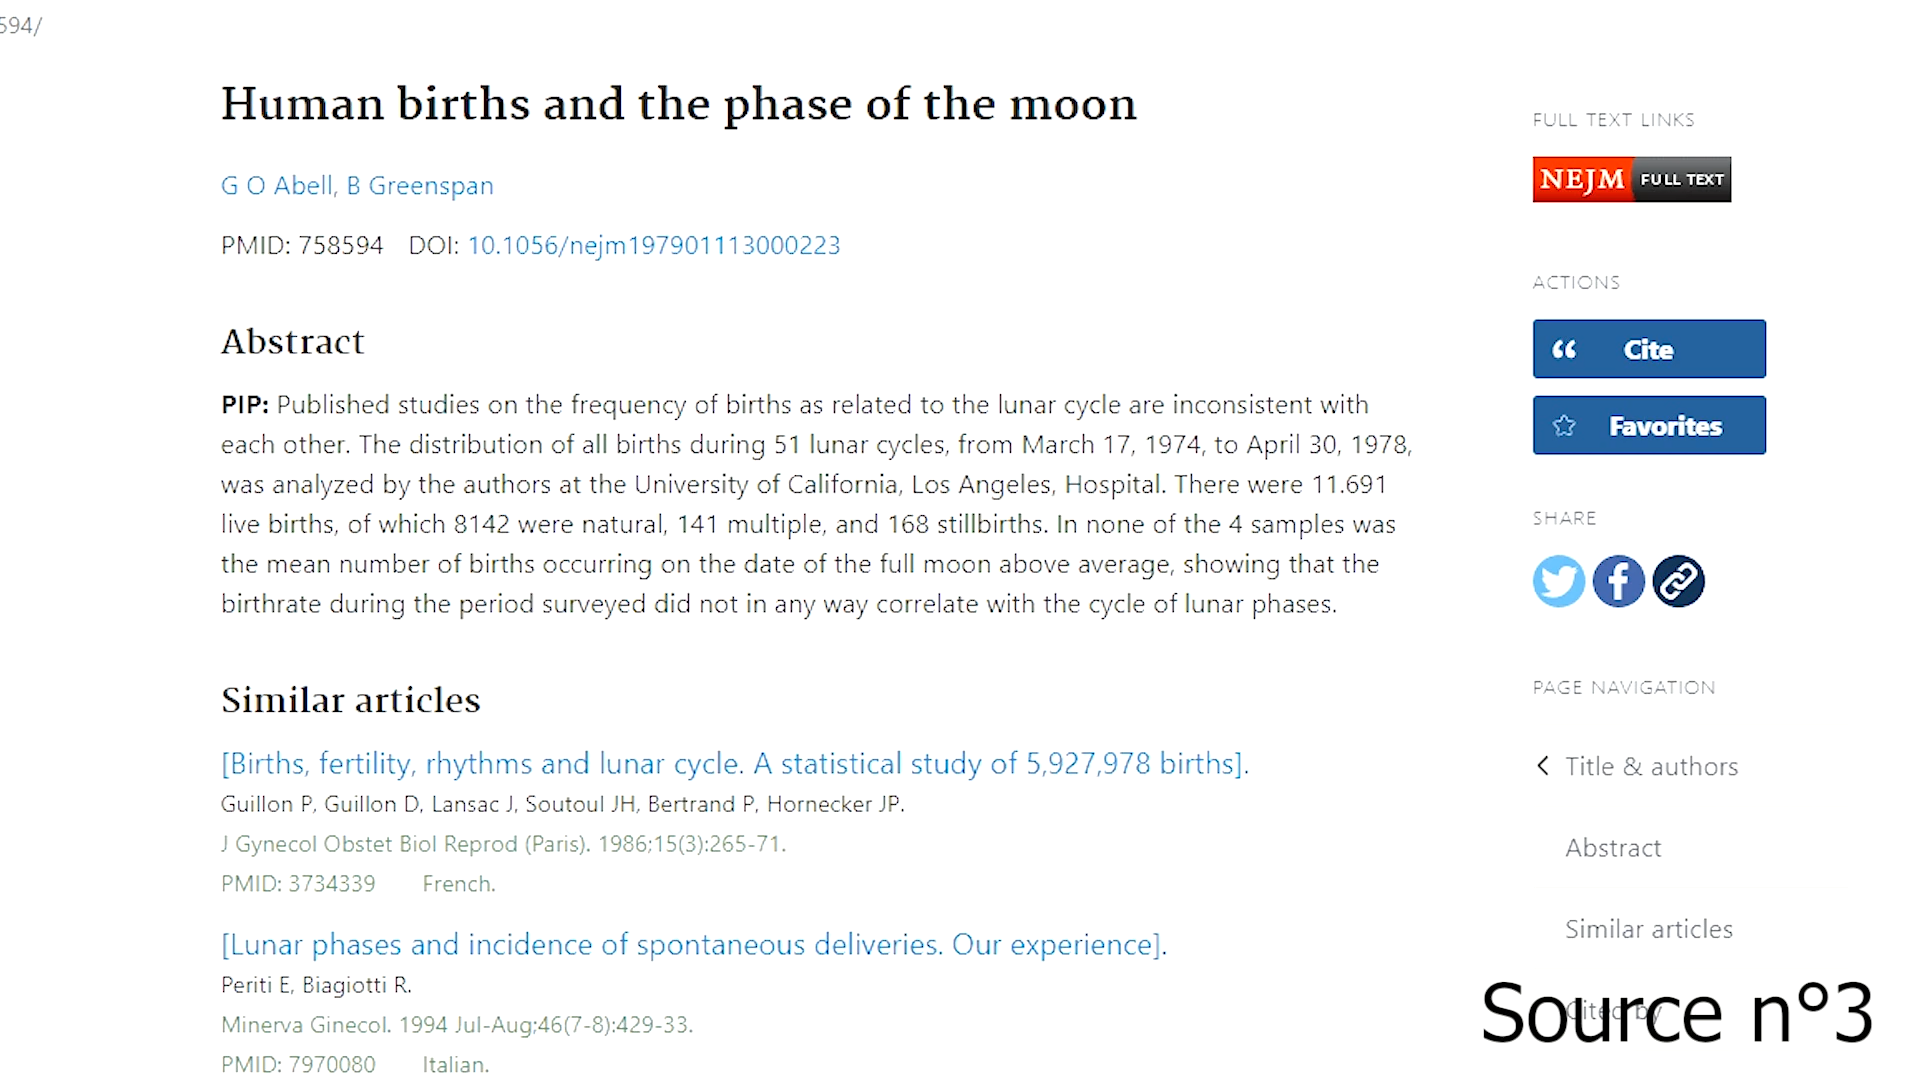 594/
Human births and the phase of the moon
G O Abell, B Greenspan
PMID: 758594 DOI: 10.1056/nejm197901113000223
Abstract
PIP: Published studies on the frequency of births as related to the lunar cycle are inconsistent with
each other. The distribution of all births during 51 lunar cycles, from March 17, 1974, to April 30, 1978,
was analyzed by the authors at the University of California, Los Angeles, Hospital. There were 11.691
live births, of which 8142 were natural, 141 multiple, and 168 stillbirths. In none of the 4 samples was
the mean number of births occurring on the date of the full moon above average, showing that the
birthrate during the period surveyed did not in any way correlate with the cycle of lunar phases.
Similar articles
[Births, fertility, rhythms and lunar cycle. A statistical study of 5,927,978 births].
Guillon P, Guillon D, Lansac J, Soutoul JH, Bertrand P, Hornecker JP.
J Gynecol Obstet Biol Reprod (Paris). 1986;15(3):265-71.
PMID: 3734339 French.
[Lunar phases and incidence of spontaneous deliveries. Our experience].
Periti E, Biagiotti R.
Minerva Ginecol. 1994 Jul-Aug;46(7-8):429-33.
PMID: 7970080 Italian.
FULL TEXT LINKS
NEJM FULL TEXT
ACTIONS
Cite
Favorites
SHARE
PAGE NAVIGATION
Title & authors
Abstract
Similar articles
Cited by
Source n°3